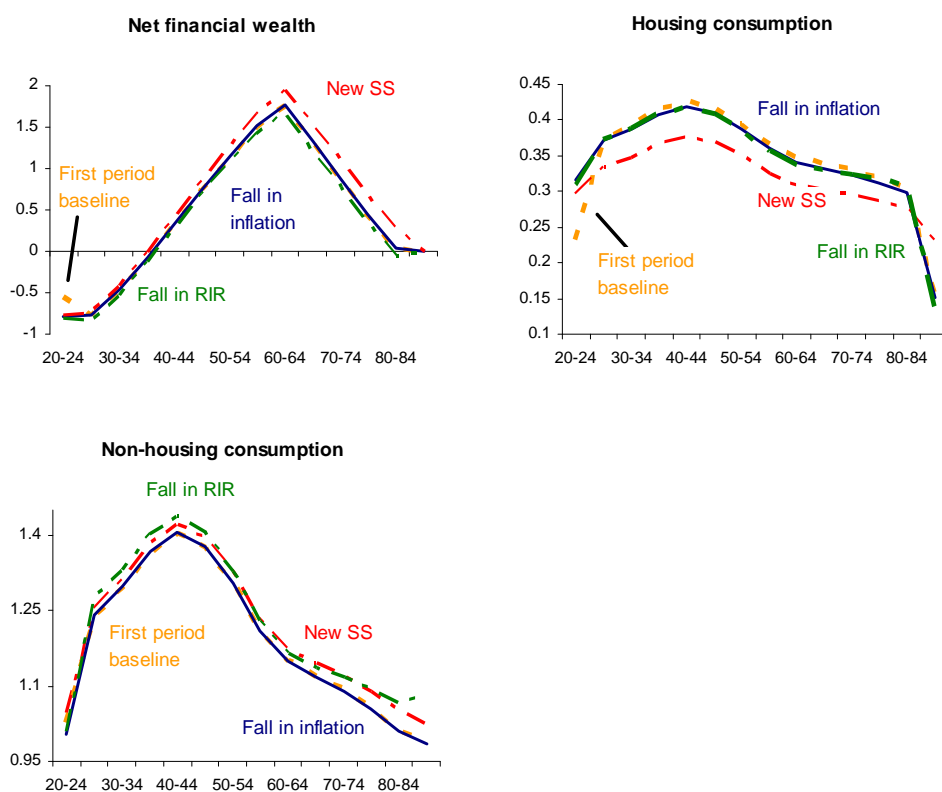 Net financial wealth
2
1.5
1
0.5
0
-0.5
-1
New SS
First period
baseline
Fall in
inflation
Fall in RIR
20-24 30-34 40-44 50-54 60-64 70-74 80-84
Housing consumption
0.45
0.4
0.35
0.3
0.25
0.2
0.15
0.1
Fall in inflation
New SS
First period
baseline
Fall in RIR
20-24 30-34 40-44 50-54 60-64 70-74 80-84
Non-housing consumption
Fall in RIR
1.4
1.25
1.1
0.95
First period
baseline
New SS
Fall in inflation
20-24 30-34 40-44 50-54 60-64 70-74 80-84